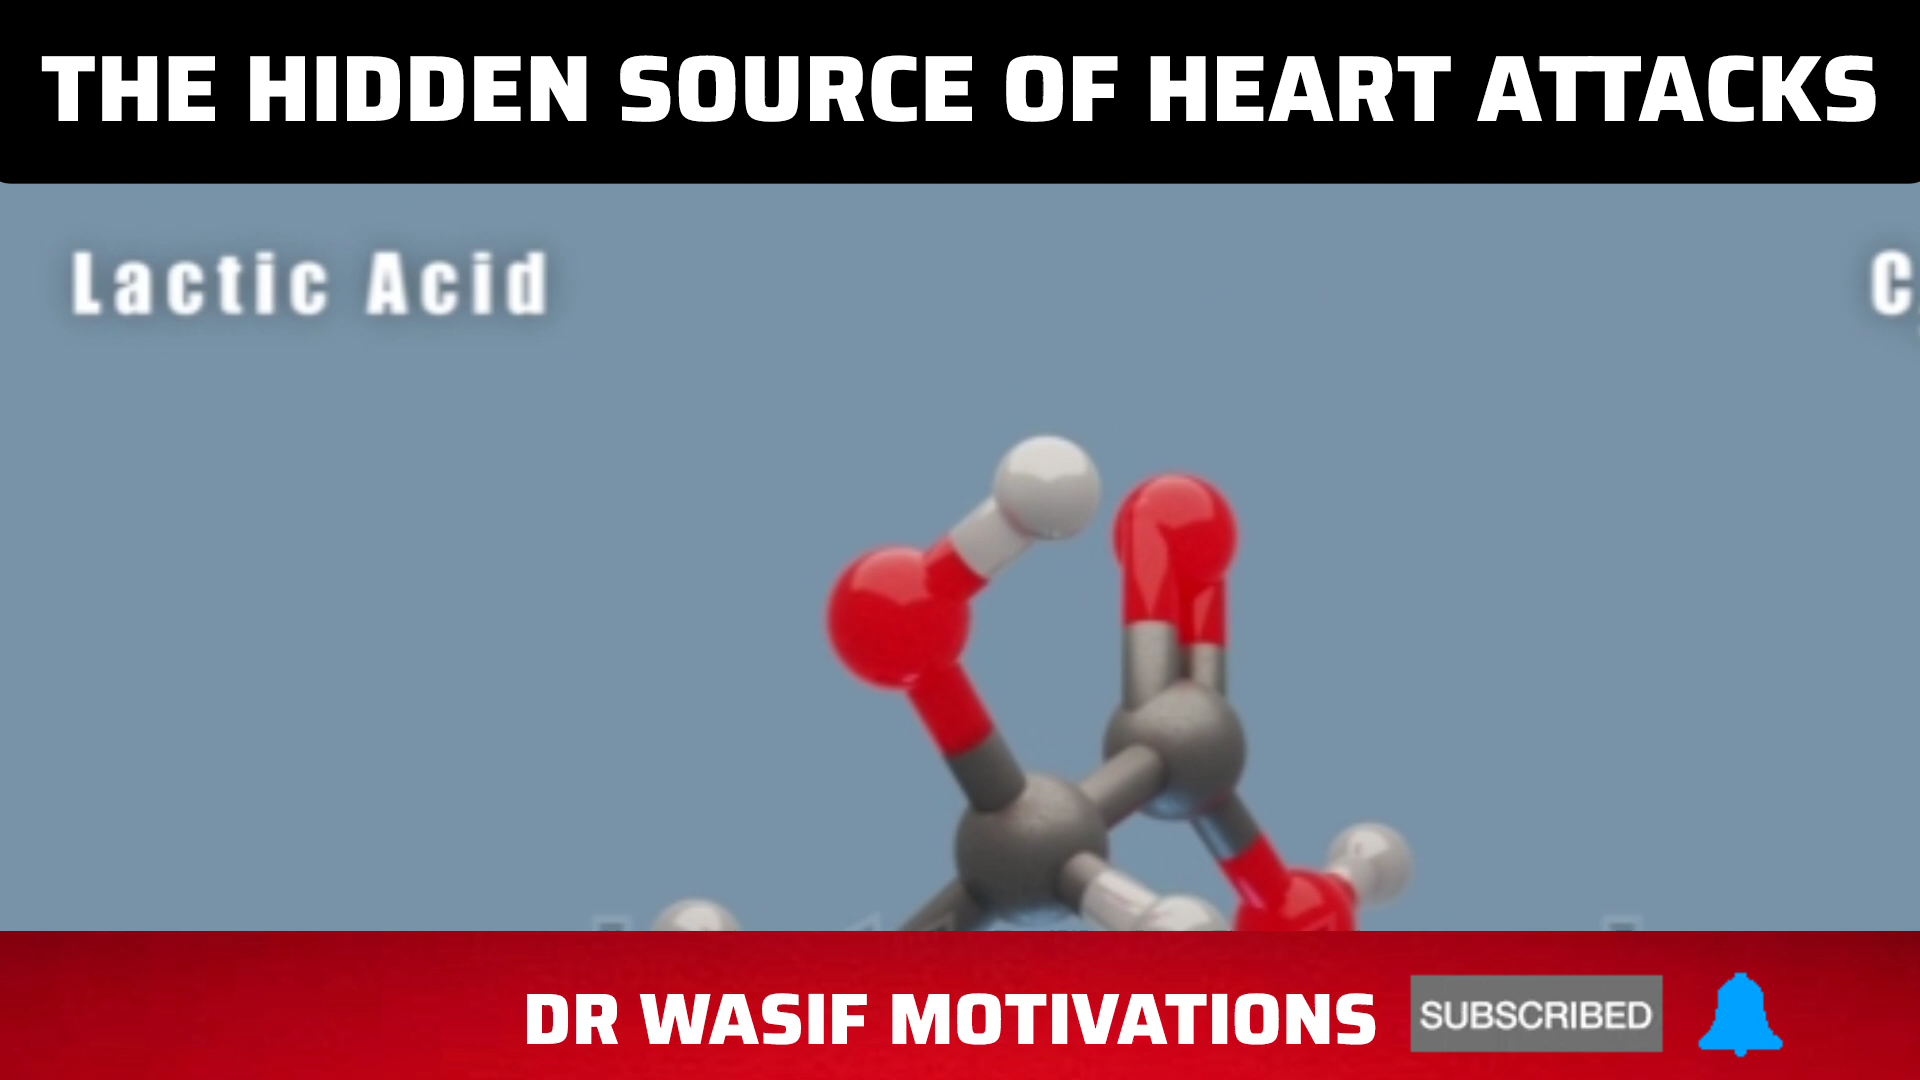 THE HIDDEN SOURCE OF HEART ATTACKS
Lactic Acid
C
DR WASIF MOTIVATIONS
SUBSCRIBED